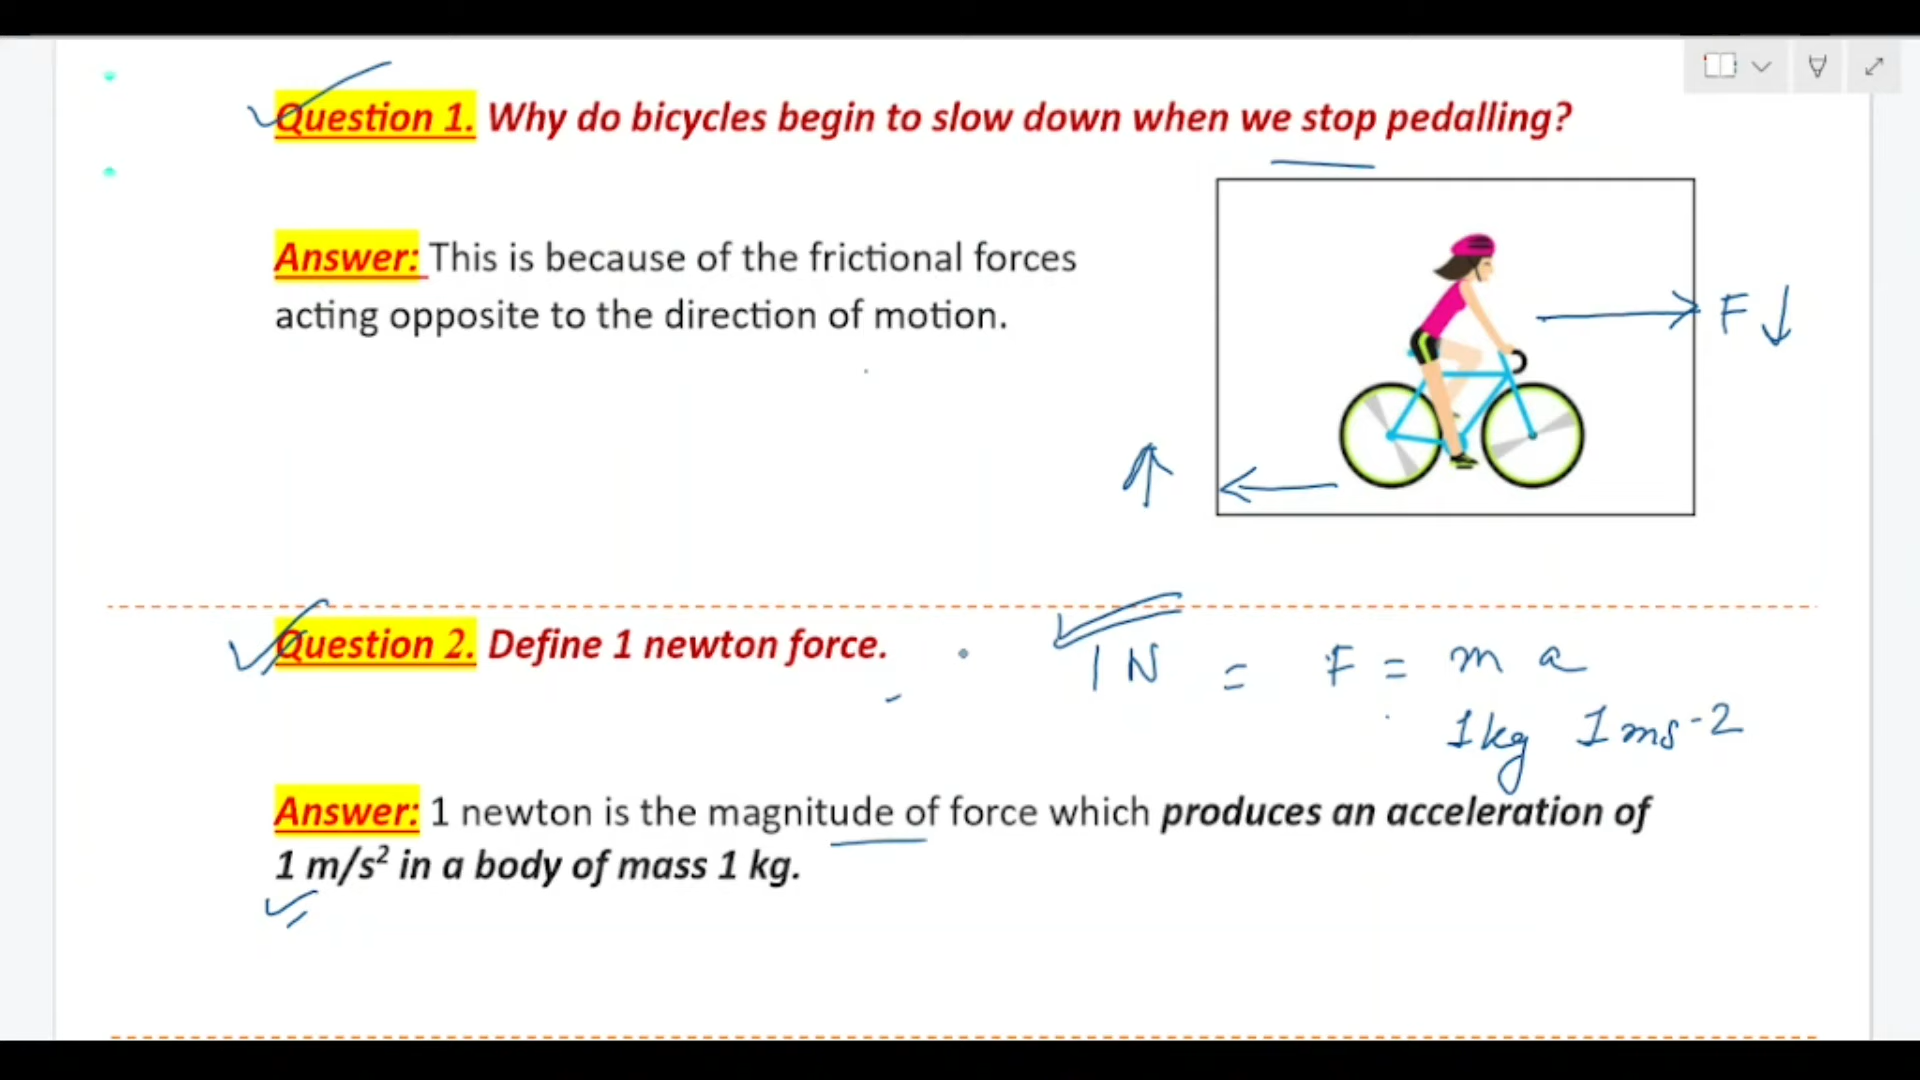 Question 1. Why do bicycles begin to slow down when we stop pedalling?
Answer: This is because of the frictional forces
acting opposite to the direction of motion.
F↓
↑
Question 2. Define 1 newton force.
1 N = F = m a
1kg 1 ms-2
Answer: 1 newton is the magnitude of force which produces an acceleration of
1 m/s² in a body of mass 1 kg.